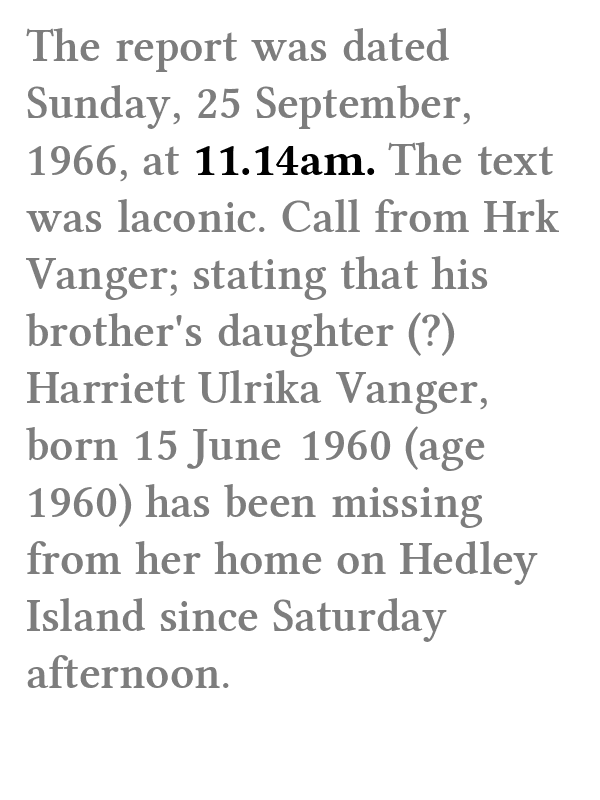 The report was dated
Sunday, 25 September,
1966, at 11.14am. The text
was laconic. Call from Hrk
Vanger; stating that his
brother's daughter (?)
Harriett Ulrika Vanger,
born 15 June 1960 (age
1960) has been missing
from her home on Hedley
Island since Saturday
afternoon.